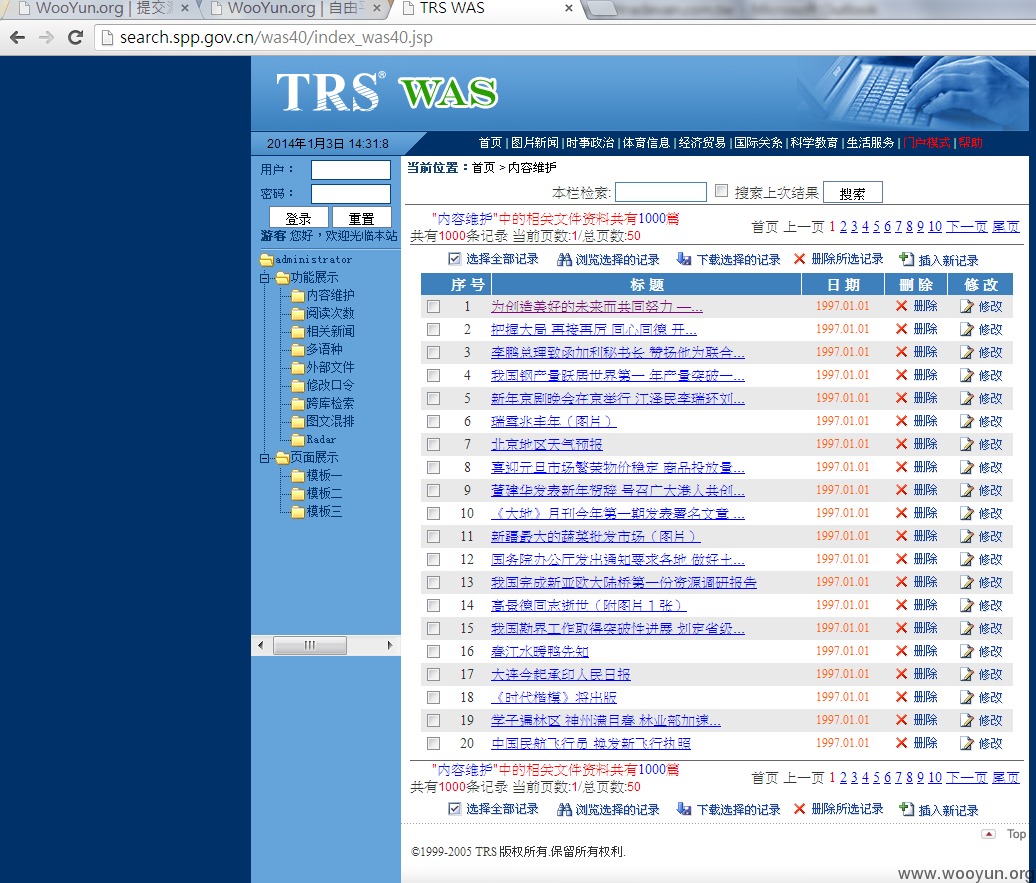 WooYun.org | 提交
WooYun.org | 自由
TRS WAS
search.spp.gov.cn/was40/index_was40.jsp
TRS® WAS
2014年1月3日 14:31:8
首页 | 图片新闻 | 时事政治 | 体育信息 | 经济贸易 | 国际关系 | 科学教育 | 生活服务 | 门户模式 | 帮助
用户：
密码：
登录 重置
游客 您好，欢迎光临本站
administrator
功能展示
内容维护
阅读次数
相关新闻
多语种
外部文件
修改口令
跨库检索
图文混排
Radar
页面展示
模板一
模板二
模板三
当前位置：首页 > 内容维护
本栏检索: 搜索上次结果 搜索
"内容维护"中的相关文件资料共有1000篇
共有1000条记录 当前页数:1/总页数:50
首页 上一页 1 2 3 4 5 6 7 8 9 10 下一页 尾页
选择全部记录 浏览选择的记录 下载选择的记录 删除所选记录 插入新记录
序号 标题 日期 删除 修改
1 为创造美好的未来而共同努力 —... 1997.01.01 删除 修改
2 把握大局 再接再厉 同心同德 开... 1997.01.01 删除 修改
3 李鹏总理致函加利秘书长 赞扬他为联合... 1997.01.01 删除 修改
4 我国钢产量跃居世界第一 年产量突破一... 1997.01.01 删除 修改
5 新年京剧晚会在京举行 江泽民李瑞环刘... 1997.01.01 删除 修改
6 瑞雪兆丰年（图片） 1997.01.01 删除 修改
7 北京地区天气预报 1997.01.01 删除 修改
8 喜迎元旦市场繁荣物价稳定 商品投放量... 1997.01.01 删除 修改
9 董建华发表新年贺辞 号召广大港人共创... 1997.01.01 删除 修改
10 《大地》月刊今年第一期发表署名文章 ... 1997.01.01 删除 修改
11 新疆最大的蔬菜批发市场（图片） 1997.01.01 删除 修改
12 国务院办公厅发出通知要求各地 做好士... 1997.01.01 删除 修改
13 我国完成新亚欧大陆桥第一份资源调研报告 1997.01.01 删除 修改
14 高景德同志逝世（附图片１张） 1997.01.01 删除 修改
15 我国勘界工作取得突破性进展 划定省级... 1997.01.01 删除 修改
16 春江水暖鸭先知 1997.01.01 删除 修改
17 大连今起承印人民日报 1997.01.01 删除 修改
18 《时代楷模》将出版 1997.01.01 删除 修改
19 学子遍林区 神州满目春 林业部加速... 1997.01.01 删除 修改
20 中国民航飞行员 换发新飞行执照 1997.01.01 删除 修改
"内容维护"中的相关文件资料共有1000篇
共有1000条记录 当前页数:1/总页数:50
首页 上一页 1 2 3 4 5 6 7 8 9 10 下一页 尾页
选择全部记录 浏览选择的记录 下载选择的记录 删除所选记录 插入新记录
Top
©1999-2005 TRS 版权所有.保留所有权利.
www.wooyun.org